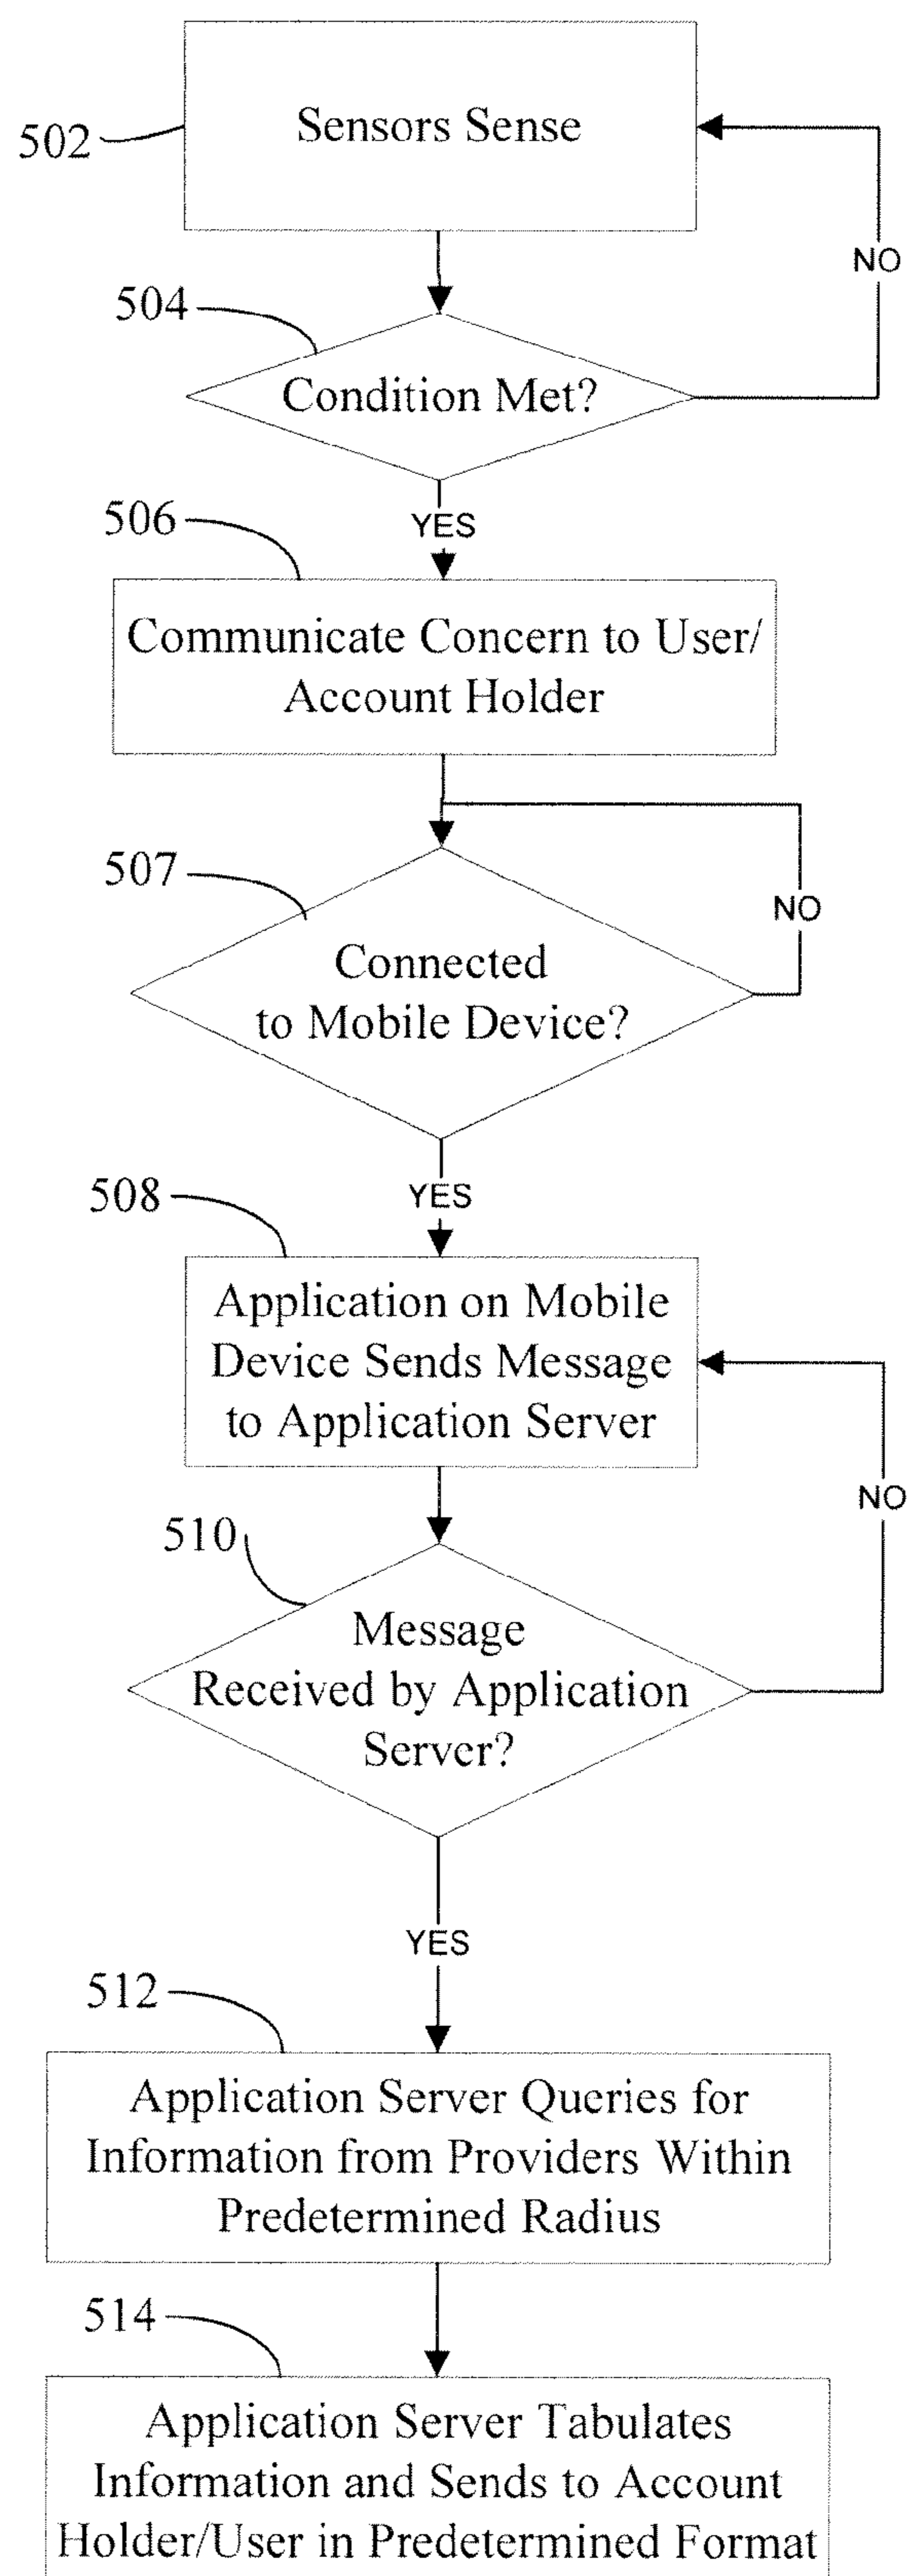 Sensors Sense
502
NO
504
Condition Met?
YES
506
Communicate Concern to User/
Account Holder
507
NO
Connected
to Mobile Device?
YES
508
Application on Mobile
Device Sends Message
to Application Server
NO
510
Message
Received by Application
Server?
YES
512
Application Server Queries for
Information from Providers Within
Predetermined Radius
514
Application Server Tabulates
Information and Sends to Account
Holder/User in Predetermined Format